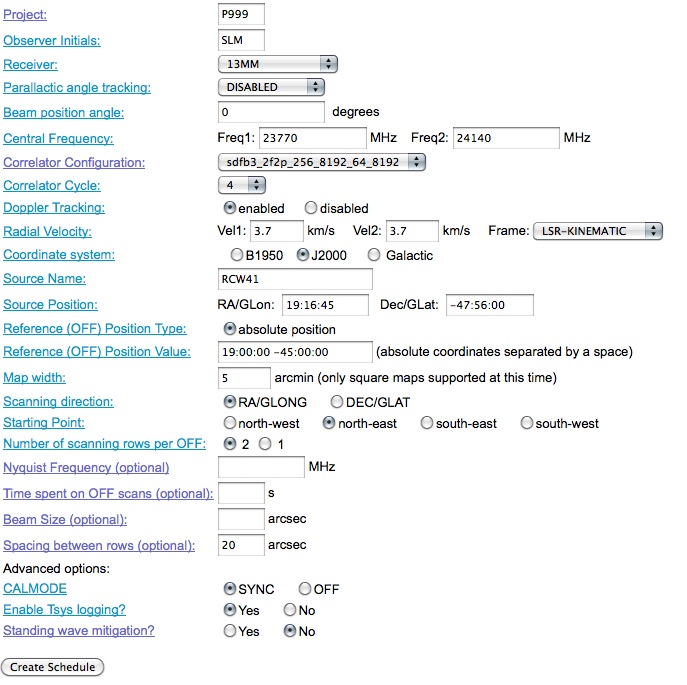 Project: P999
Observer Initials: SLM
Receiver: 13MM
Parallactic angle tracking: DISABLED
Beam position angle: 0 degrees
Central Frequency: Freq1: 23770 MHz Freq2: 24140 MHz
Correlator Configuration: sdfb3_2f2p_256_8192_64_8192
Correlator Cycle: 4
Doppler Tracking: enabled disabled
Radial Velocity: Vel1: 3.7 km/s Vel2: 3.7 km/s Frame: LSR-KINEMATIC
Coordinate system: B1950 J2000 Galactic
Source Name: RCW41
Source Position: RA/GLon: 19:16:45 Dec/GLat: -47:56:00
Reference (OFF) Position Type: absolute position
Reference (OFF) Position Value: 19:00:00 -45:00:00 (absolute coordinates separated by a space)
Map width: 5 arcmin (only square maps supported at this time)
Scanning direction: RA/GLONG DEC/GLAT
Starting Point: north-west north-east south-east south-west
Number of scanning rows per OFF: 2 1
Nyquist Frequency (optional) MHz
Time spent on OFF scans (optional): s
Beam Size (optional): arcsec
Spacing between rows (optional): 20 arcsec
Advanced options:
CALMODE SYNC OFF
Enable Tsys logging? Yes No
Standing wave mitigation? Yes No
Create Schedule